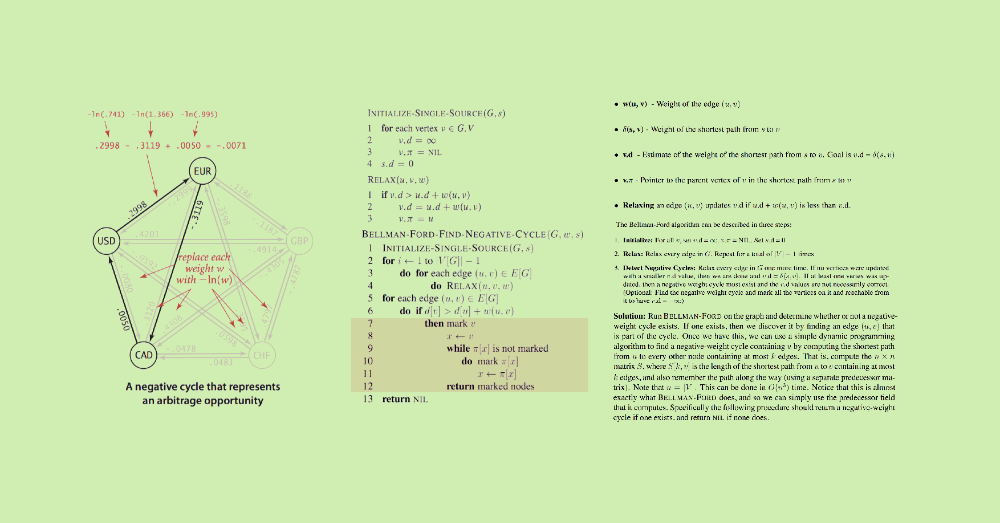 -ln(.741) -ln(1.366) -ln(.995)
.2998 - .3119 + .0050 = -.0071
EUR
.2998
-.3119
USD
.4201
GBP
.4914
replace each
weight w
with −ln(w)
.0050
CAD
.0478
.0481
CHF
A negative cycle that represents
an arbitrage opportunity
INITIALIZE-SINGLE-SOURCE(G, s)
1 for each vertex v ∈ G.V
2 v.d = ∞
3 v.π = NIL
4 s.d = 0
RELAX(u, v, w)
1 if v.d > u.d + w(u, v)
2 v.d = u.d + w(u, v)
3 v.π = u
BELLMAN-FORD-FIND-NEGATIVE-CYCLE(G, w, s)
1 INITIALIZE-SINGLE-SOURCE(G, s)
2 for i ← 1 to |V[G]| − 1
3 do for each edge (u, v) ∈ E[G]
4 do RELAX(u, v, w)
5 for each edge (u, v) ∈ E[G]
6 do if d[v] > d[u] + w(u, v)
7 then mark v
8 x ← v
9 while π[x] is not marked
10 do mark π[x]
11 x ← π[x]
12 return marked nodes
13 return NIL
• w(u, v) - Weight of the edge (u, v)
• δ(s, v) - Weight of the shortest path from s to v
• v.d - Estimate of the weight of the shortest path from s to v. Goal is v.d = δ(s, v)
• v.π - Pointer to the parent vertex of v in the shortest path from s to v
• Relaxing an edge (u, v) updates v.d if u.d + w(u, v) is less than v.d.
The Bellman-Ford algorithm can be described in three steps:
1. Initialize: For all v, set v.d = ∞, v.π = NIL. Set s.d = 0
2. Relax: Relax every edge in G. Repeat for a total of |V| − 1 times
3. Detect Negative Cycles: Relax every edge in G one more time. If no vertices were updated
with a smaller v.d value, then we are done and v.d = δ(s, v). If at least one vertex was up-
dated, then a negative weight cycle must exist and the v.d values are not necessarily correct.
(Optional: Find the negative weight cycle and mark all the vertices on it and reachable from
it to have v.d = −∞.)
Solution: Run BELLMAN-FORD on the graph and determine whether or not a negative-
weight cycle exists. If one exists, then we discover it by finding an edge (u, v) that
is part of the cycle. Once we have this, we can use a simple dynamic programming
algorithm to find a negative-weight cycle containing v by computing the shortest path
from u to every other node containing at most k edges. That is, compute the n × n
matrix S, where S[k, v] is the length of the shortest path from u to v containing at most
k edges, and also remember the path along the way (using a separate predecessor ma-
trix). Note that n = |V|. This can be done in O(n³) time. Notice that this is almost
exactly what BELLMAN-FORD does, and so we can simply use the predecessor field
that it computes. Specifically the following procedure should return a negative-weight
cycle if one exists, and return NIL if none does.